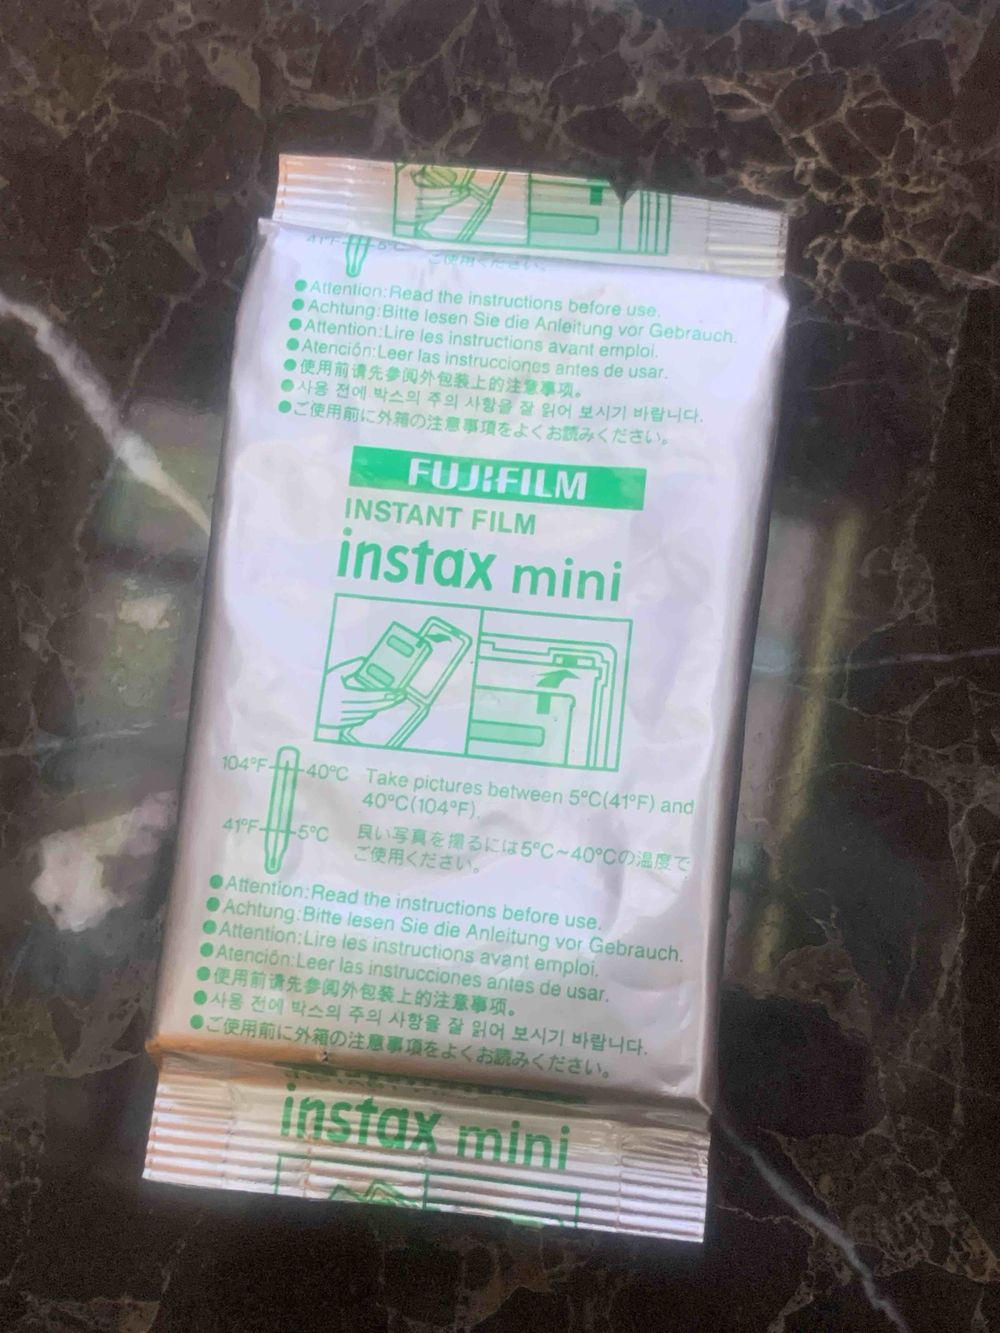 41°F 5°C ご使用ください。
●Attention:Read the instructions before use.
●Achtung:Bitte lesen Sie die Anleitung vor Gebrauch.
●Attention:Lire les instructions avant emploi.
●Atención:Leer las instrucciones antes de usar.
●使用前请先参阅外包装上的注意事项。
●사용 전에 박스의 주의 사항을 잘 읽어 보시기 바랍니다.
●ご使用前に外箱の注意事項をよくお読みください。
FUJIFILM
INSTANT FILM
instax mini
104°F 40°C Take pictures between 5°C(41°F) and
40°C(104°F).
41°F 5°C 良い写真を撮るには5°C~40°Cの温度で
ご使用ください。
●Attention:Read the instructions before use.
●Achtung:Bitte lesen Sie die Anleitung vor Gebrauch.
●Attention:Lire les instructions avant emploi.
●Atención:Leer las instrucciones antes de usar.
●使用前请先参阅外包装上的注意事项。
●사용 전에 박스의 주의 사항을 잘 읽어 보시기 바랍니다.
●ご使用前に外箱の注意事項をよくお読みください。
instax mini